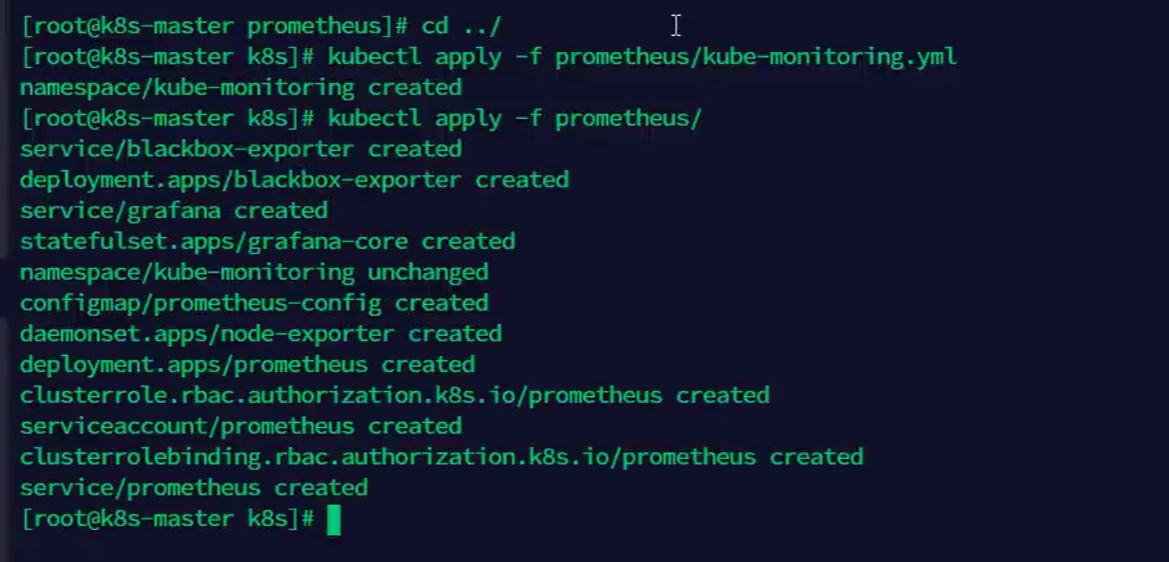 [root@k8s-master prometheus]# cd ../
[root@k8s-master k8s]# kubectl apply -f prometheus/kube-monitoring.yml
namespace/kube-monitoring created
[root@k8s-master k8s]# kubectl apply -f prometheus/
service/blackbox-exporter created
deployment.apps/blackbox-exporter created
service/grafana created
statefulset.apps/grafana-core created
namespace/kube-monitoring unchanged
configmap/prometheus-config created
daemonset.apps/node-exporter created
deployment.apps/prometheus created
clusterrole.rbac.authorization.k8s.io/prometheus created
serviceaccount/prometheus created
clusterrolebinding.rbac.authorization.k8s.io/prometheus created
service/prometheus created
[root@k8s-master k8s]#